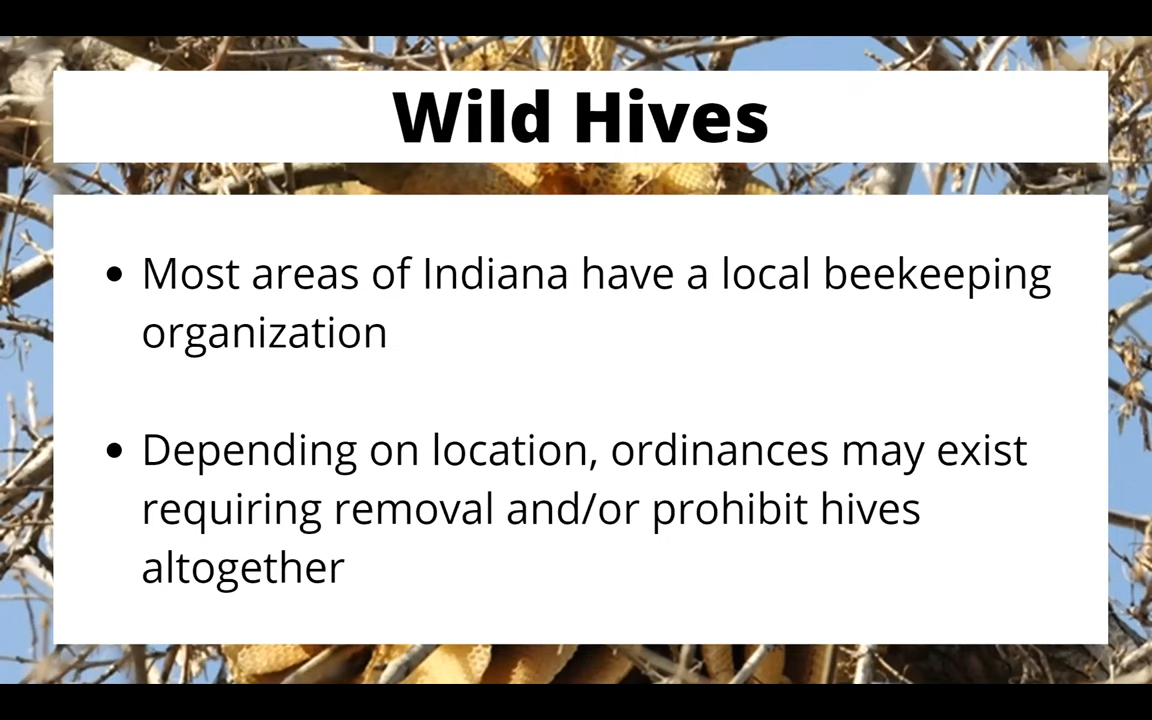 Wild Hives
• Most areas of Indiana have a local beekeeping
organization
• Depending on location, ordinances may exist
requiring removal and/or prohibit hives
altogether